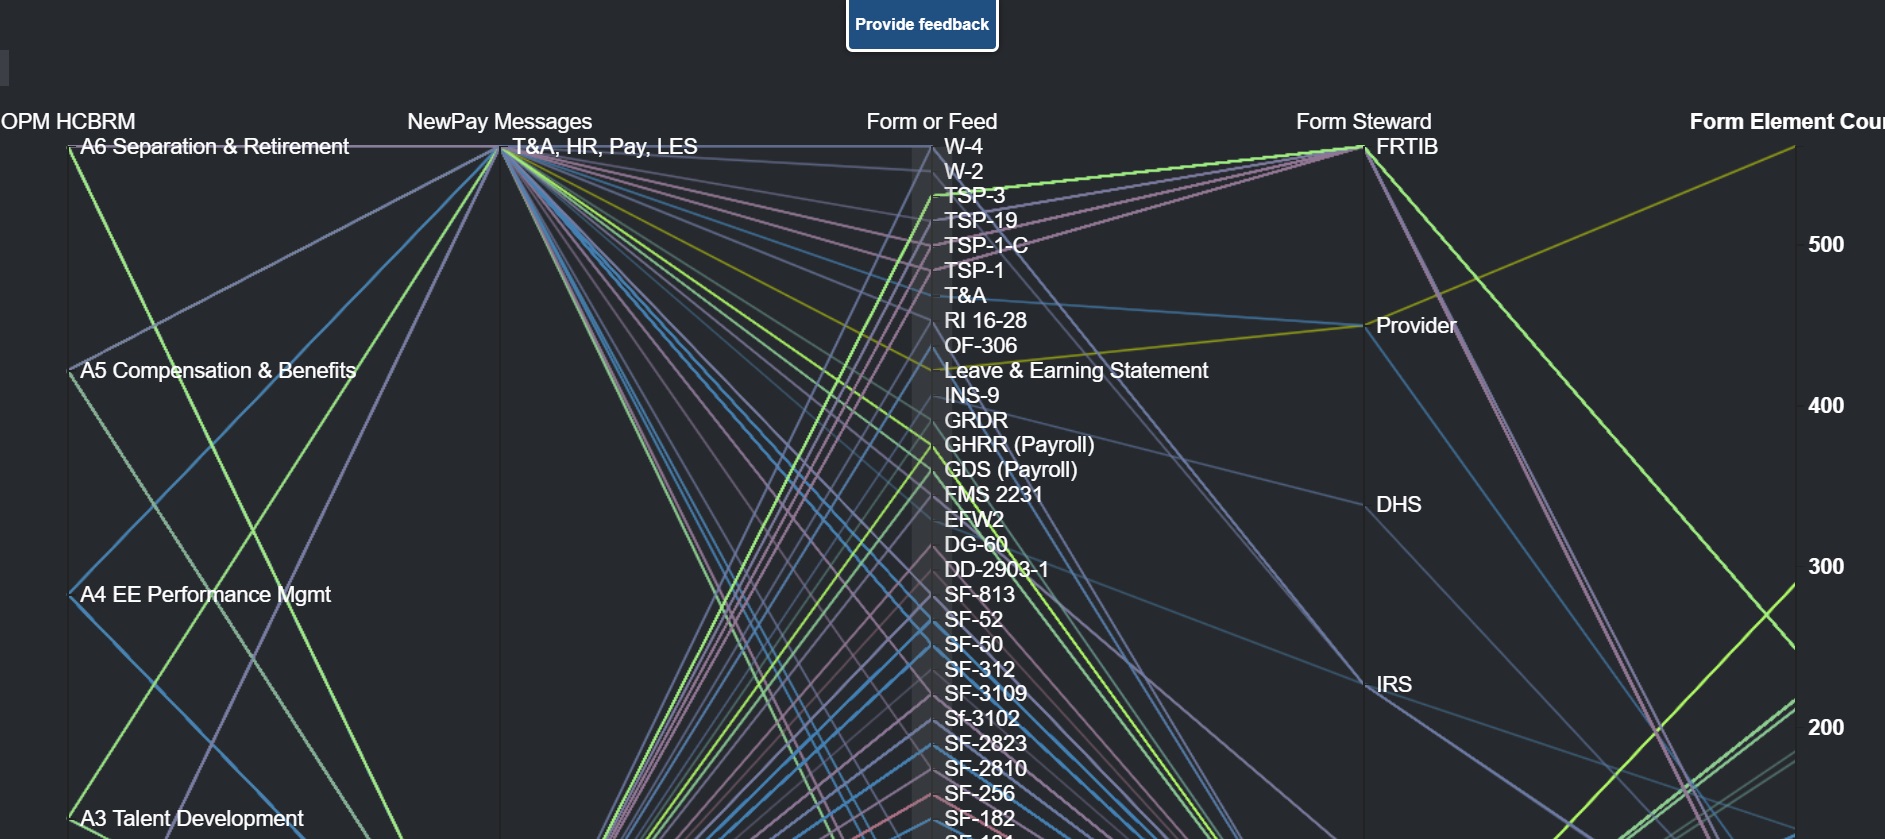 Provide feedback
OPM HCBRM
NewPay Messages
Form or Feed
Form Steward
Form Element Cour
A6 Separation & Retirement
A5 Compensation & Benefits
A4 EE Performance Mgmt
A3 Talent Development
T&A, HR, Pay, LES
W-4
W-2
TSP-3
TSP-19
TSP-1-C
TSP-1
T&A
RI 16-28
OF-306
Leave & Earning Statement
INS-9
GRDR
GHRR (Payroll)
GDS (Payroll)
FMS 2231
EFW2
DG-60
DD-2903-1
SF-813
SF-52
SF-50
SF-312
SF-3109
Sf-3102
SF-2823
SF-2810
SF-256
SF-182
FRTIB
Provider
DHS
IRS
500
400
300
200